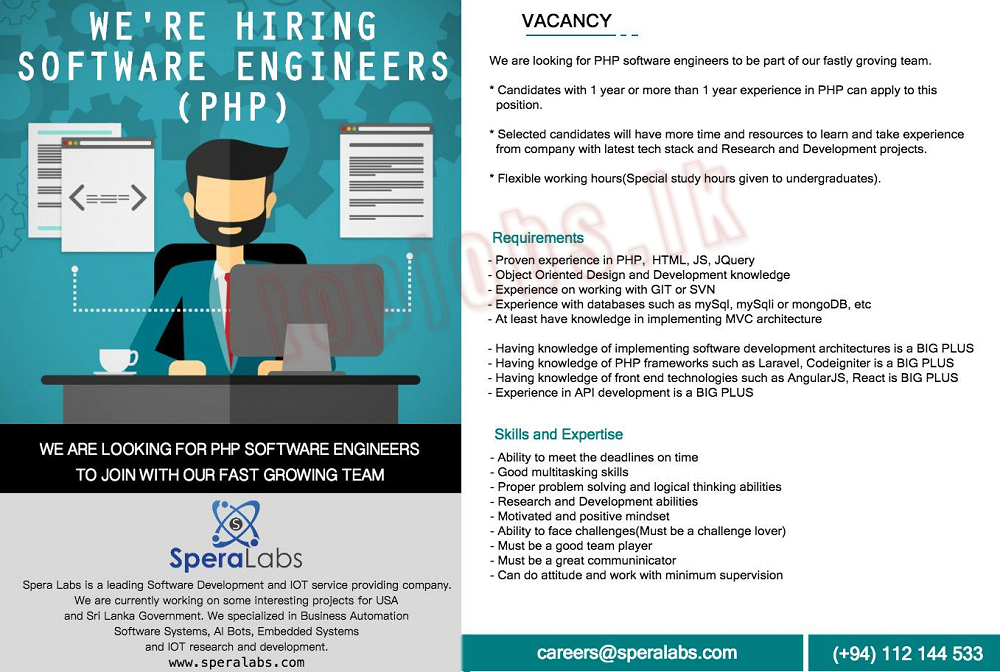 WE'RE HIRING
SOFTWARE ENGINEERS
(PHP)
WE ARE LOOKING FOR PHP SOFTWARE ENGINEERS
TO JOIN WITH OUR FAST GROWING TEAM
S
SperaLabs
Spera Labs is a leading Software Development and IOT service providing company.
We are currently working on some interesting projects for USA
and Sri Lanka Government. We specialized in Business Automation
Software Systems, AI Bots, Embedded Systems
and IOT research and development.
www.speralabs.com
VACANCY
We are looking for PHP software engineers to be part of our fastly groving team.
* Candidates with 1 year or more than 1 year experience in PHP can apply to this
position.
* Selected candidates will have more time and resources to learn and take experience
from company with latest tech stack and Research and Development projects.
* Flexible working hours(Special study hours given to undergraduates).
topjobs.lk
Requirements
- Proven experience in PHP, HTML, JS, JQuery
- Object Oriented Design and Development knowledge
- Experience on working with GIT or SVN
- Experience with databases such as mySql, mySqli or mongoDB, etc
- At least have knowledge in implementing MVC architecture
- Having knowledge of implementing software development architectures is a BIG PLUS
- Having knowledge of PHP frameworks such as Laravel, Codeigniter is a BIG PLUS
- Having knowledge of front end technologies such as AngularJS, React is BIG PLUS
- Experience in API development is a BIG PLUS
Skills and Expertise
- Ability to meet the deadlines on time
- Good multitasking skills
- Proper problem solving and logical thinking abilities
- Research and Development abilities
- Motivated and positive mindset
- Ability to face challenges(Must be a challenge lover)
- Must be a good team player
- Must be a great communinicator
- Can do attitude and work with minimum supervision
careers@speralabs.com
(+94) 112 144 533